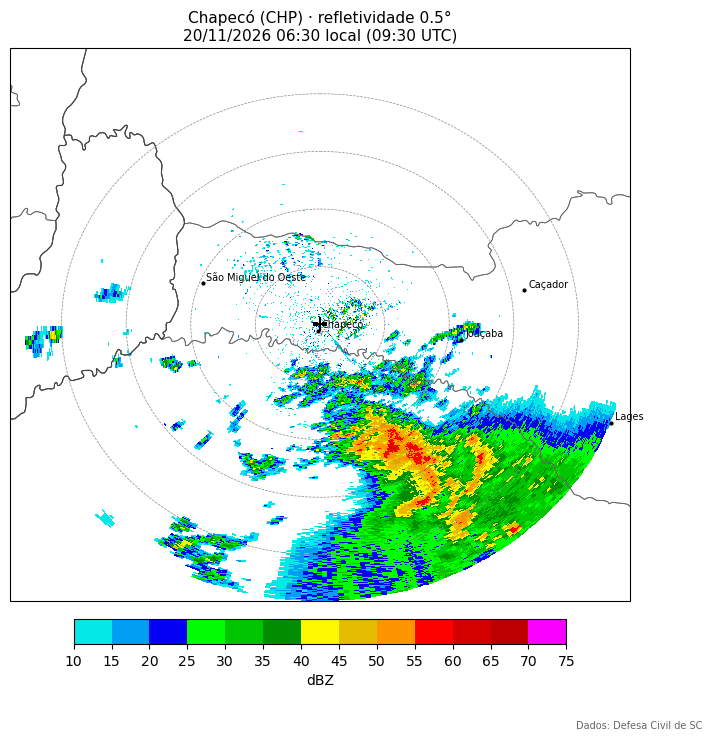 Chapecó (CHP) · refletividade 0.5°
20/11/2026 06:30 local (09:30 UTC)
São Miguel do Oeste
Caçador
Chapecó
Joaçaba
Lages
10 15 20 25 30 35 40 45 50 55 60 65 70 75
dBZ
Dados: Defesa Civil de SC